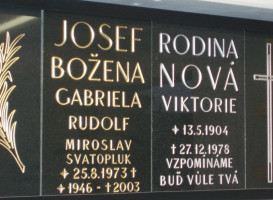 JOSEF
BOŽENA
GABRIELA
RUDOLF
MIROSLAV
SVATOPLUK
* 25.8.1973 †
* 1946 - † 2003
RODINA
NOVÁ
VIKTORIE
* 13.5.1904
† 27.12.1978
VZPOMÍNÁME
BUĎ VŮLE TVÁ